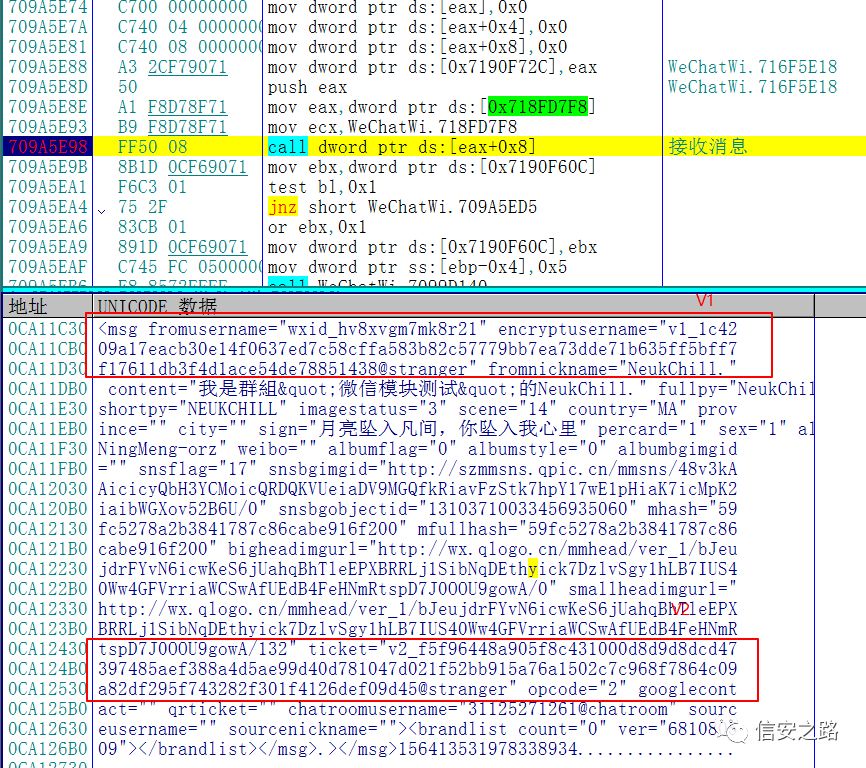 709A5E74 C700 00000000 mov dword ptr ds:[eax],0x0
709A5E7A C740 04 0000000 mov dword ptr ds:[eax+0x4],0x0
709A5E81 C740 08 0000000 mov dword ptr ds:[eax+0x8],0x0
709A5E88 A3 2CF79071 mov dword ptr ds:[0x7190F72C],eax WeChatWi.716F5E18
709A5E8D 50 push eax WeChatWi.716F5E18
709A5E8E A1 F8D78F71 mov eax,dword ptr ds:[0x718FD7F8]
709A5E93 B9 F8D78F71 mov ecx,WeChatWi.718FD7F8
709A5E98 FF50 08 call dword ptr ds:[eax+0x8] 接收消息
709A5E9B 8B1D 0CF69071 mov ebx,dword ptr ds:[0x7190F60C]
709A5EA1 F6C3 01 test bl,0x1
709A5EA4 75 2F jnz short WeChatWi.709A5ED5
709A5EA6 83CB 01 or ebx,0x1
709A5EA9 891D 0CF69071 mov dword ptr ds:[0x7190F60C],ebx
709A5EAF C745 FC 0500000 mov dword ptr ss:[ebp-0x4],0x5
地址 UNICODE 数据 V1
0CA11C30 <msg fromusername="wxid_hv8xvgm7mk8r21" encryptusername="v1_1c42
0CA11CB0 09a17eacb30e14f0637ed7c58cffa583b82c57779bb7ea73dde71b635ff5bff7
0CA11D30 f17611db3f4d1ace54de78851438@stranger" fromnickname="NeukChill."
0CA11DB0 content="我是群組&quot;微信模块测试&quot;的NeukChill." fullpy="NeukChil
0CA11E30 shortpy="NEUKCHILL" imagestatus="3" scene="14" country="MA" prov
0CA11EB0 ince="" city="" sign="月亮坠入凡间，你坠入我心里" percard="1" sex="1" al
0CA11F30 NingMeng-orz" weibo="" albumflag="0" albumstyle="0" albumbgimgid
0CA11FB0 ="" snsflag="17" snsbgimgid="http://szmmsns.qpic.cn/mmsns/48v3kA
0CA12030 AicicyQbH3YCMoicQRDQKVUeiaDV9MGQfkRiavFzStk7hpY17wE1pHiaK7icMpK2
0CA120B0 iaibWGXov52B6U/0" snsbgobjectid="13103710033456935060" mhash="59
0CA12130 fc5278a2b3841787c86cabe916f200" mfullhash="59fc5278a2b3841787c86
0CA121B0 cabe916f200" bigheadimgurl="http://wx.qlogo.cn/mmhead/ver_1/bJeu
0CA12230 jdrFYvN6icwKeS6jUahqBhTleEPXBRRLj1SibNqDEthyick7DzlvSgy1hLB7IUS4
0CA122B0 0Ww4GFVrriaWCSwAfUEdB4FeHNmRtspD7J0OOU9gowA/0" smallheadimgurl="
0CA12330 http://wx.qlogo.cn/mmhead/ver_1/bJeujdrFYvN6icwKeS6jUahqBhTleEPX
V2
0CA123B0 BRRLj1SibNqDEthyick7DzlvSgy1hLB7IUS40Ww4GFVrriaWCSwAfUEdB4FeHNmR
0CA12430 tspD7J0OOU9gowA/132" ticket="v2_f5f96448a905f8c431000d8d9d8dcd47
0CA124B0 397485aef388a4d5ae99d40d781047d021f52bb915a76a1502c7c968f7864c09
0CA12530 a82df295f743282f301f4126def09d45@stranger" opcode="2" googlecont
0CA125B0 act="" qrticket="" chatroomusername="31125271261@chatroom" sourc
0CA12630 eusername="" sourcenickname=""><brandlist count="0" ver="68108
0CA126B0 09"></brandlist></msg>.></msg>156413531978338934................
信安之路